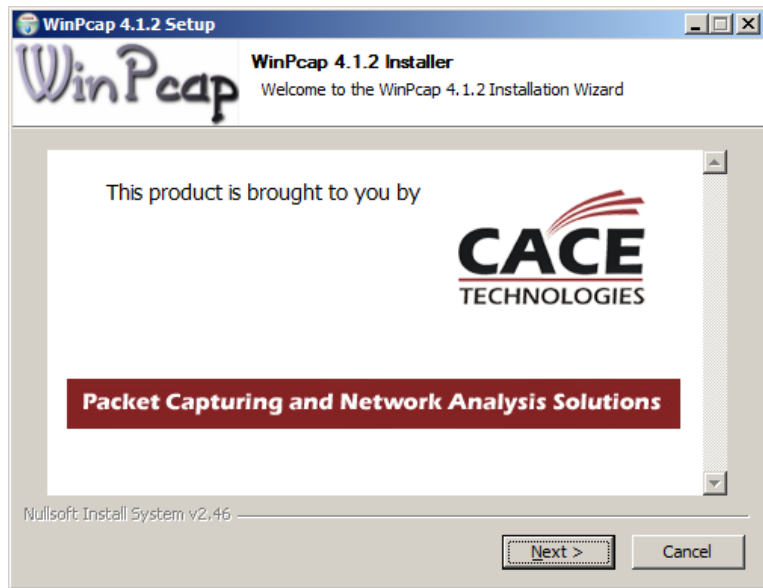 WinPcap 4.1.2 Setup
WinPcap
WinPcap 4.1.2 Installer
Welcome to the WinPcap 4.1.2 Installation Wizard
This product is brought to you by
CACE
TECHNOLOGIES
Packet Capturing and Network Analysis Solutions
Nullsoft Install System v2.46
Next >
Cancel